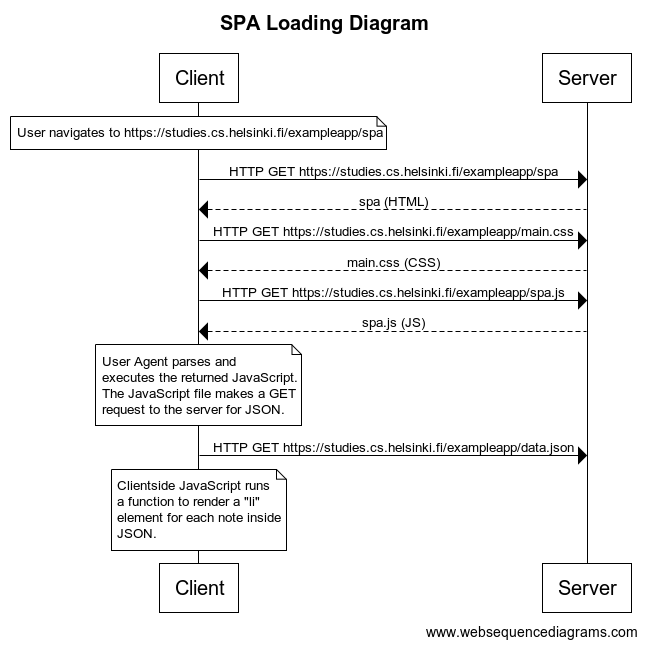 SPA Loading Diagram
Client Server
User navigates to https://studies.cs.helsinki.fi/exampleapp/spa
HTTP GET https://studies.cs.helsinki.fi/exampleapp/spa
spa (HTML)
HTTP GET https://studies.cs.helsinki.fi/exampleapp/main.css
main.css (CSS)
HTTP GET https://studies.cs.helsinki.fi/exampleapp/spa.js
spa.js (JS)
User Agent parses and
executes the returned JavaScript.
The JavaScript file makes a GET
request to the server for JSON.
HTTP GET https://studies.cs.helsinki.fi/exampleapp/data.json
Clientside JavaScript runs
a function to render a "li"
element for each note inside
JSON.
Client Server
www.websequencediagrams.com